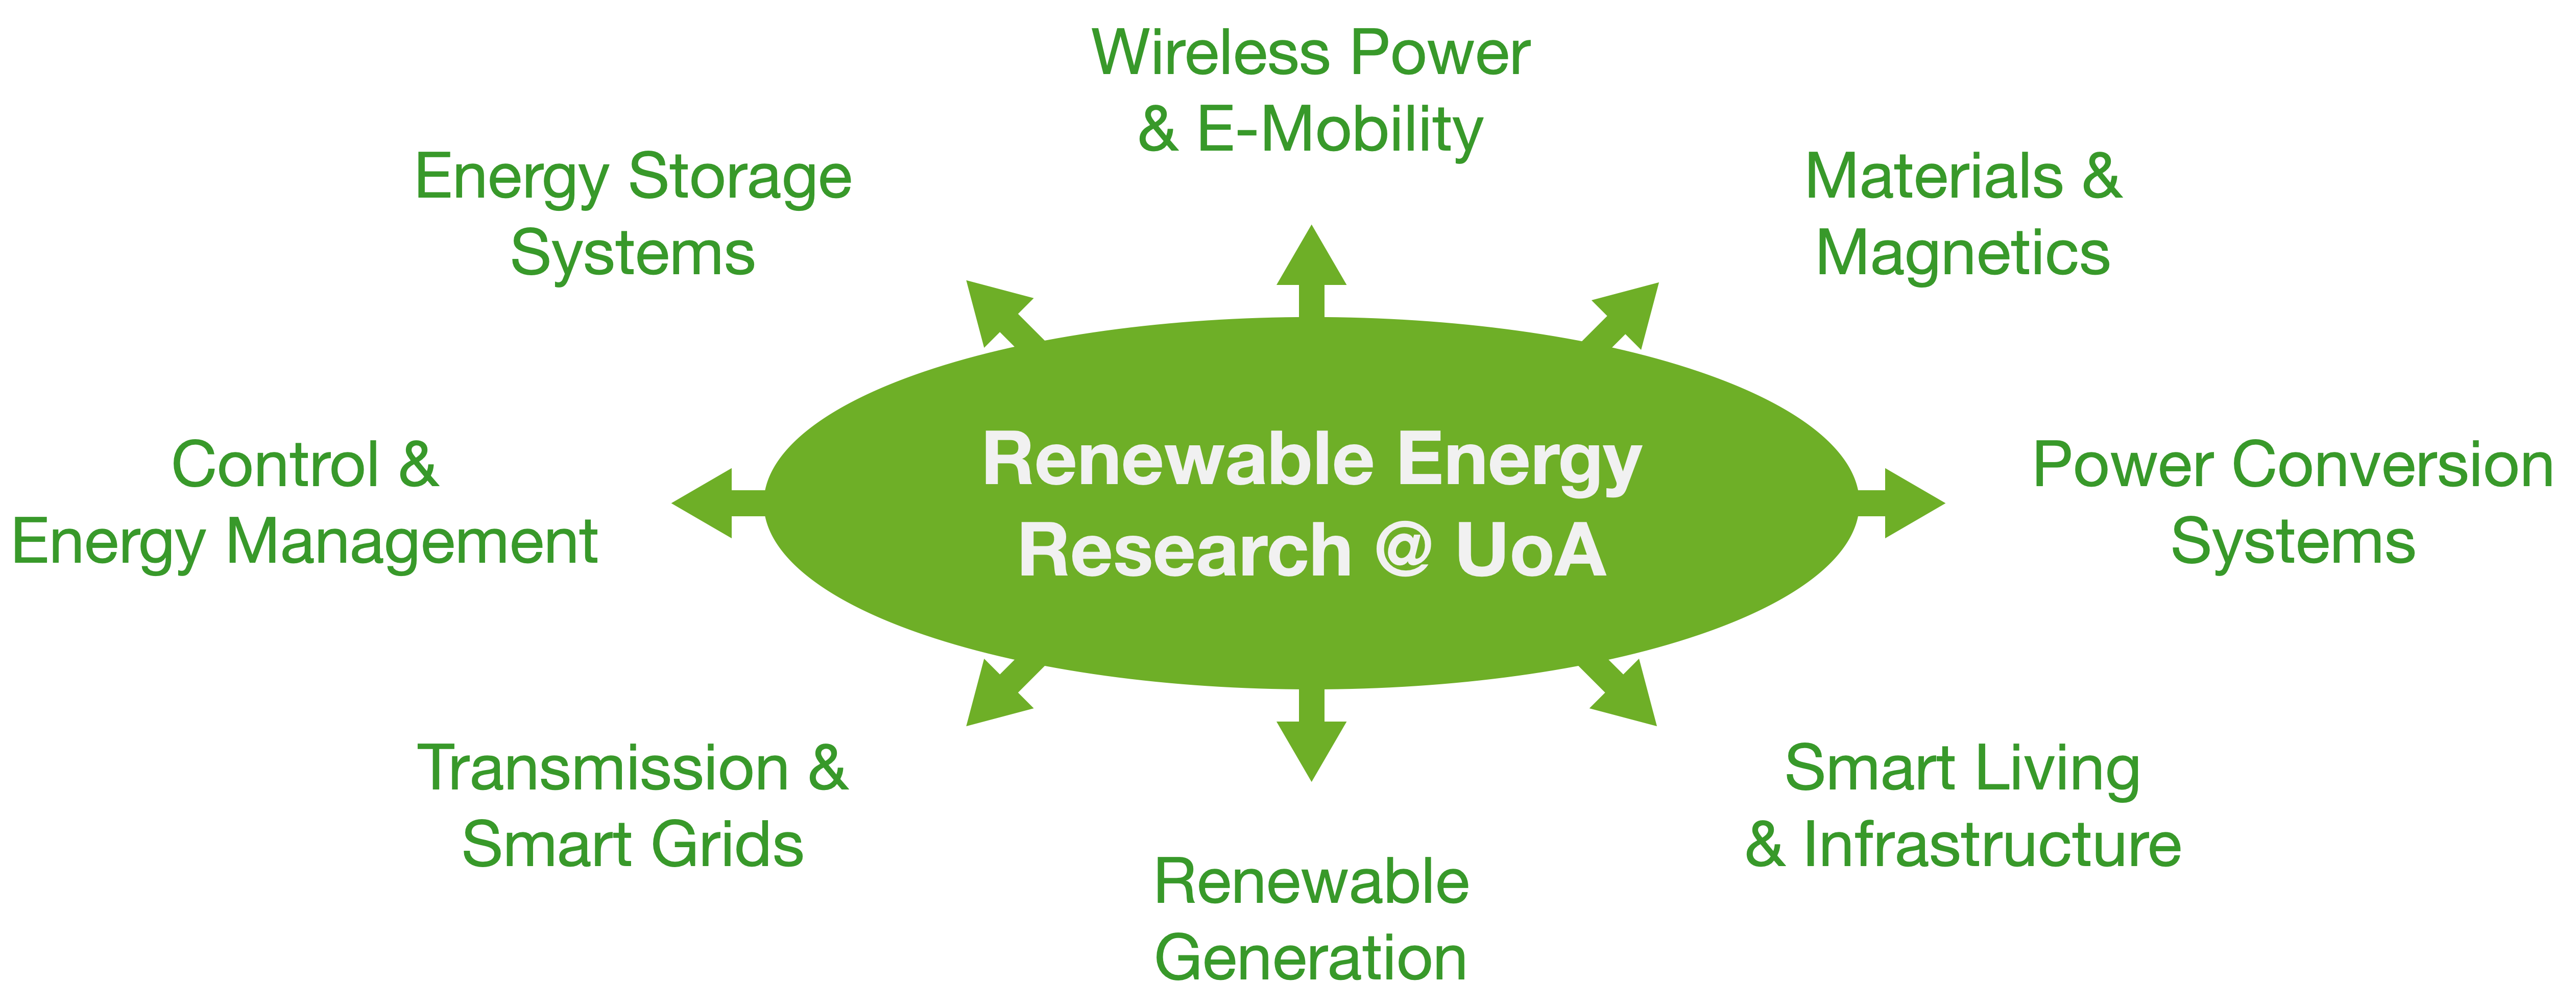 Wireless Power
& E-Mobility
Energy Storage
Systems
Materials &
Magnetics
Control &
Energy Management
Renewable Energy
Research @ UoA
Power Conversion
Systems
Transmission &
Smart Grids
Smart Living
& Infrastructure
Renewable
Generation